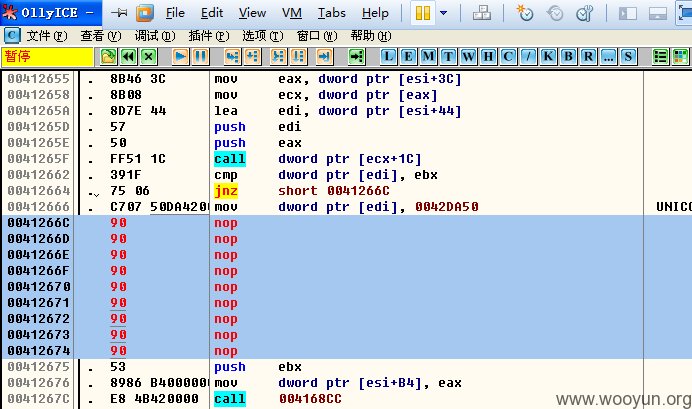 OllyICE - File Edit View VM Tabs Help
C 文件(F) 查看(V) 调试(D) 插件(P) 选项(T) 窗口(W) 帮助(H)
暂停 L E M T W H C / K B R ... S
00412655 . 8B46 3C mov eax, dword ptr [esi+3C]
00412658 . 8B08 mov ecx, dword ptr [eax]
0041265A . 8D7E 44 lea edi, dword ptr [esi+44]
0041265D . 57 push edi
0041265E . 50 push eax
0041265F . FF51 1C call dword ptr [ecx+1C]
00412662 . 391F cmp dword ptr [edi], ebx
00412664 . 75 06 jnz short 0041266C
00412666 . C707 50DA4200 mov dword ptr [edi], 0042DA50 UNICO
0041266C 90 nop
0041266D 90 nop
0041266E 90 nop
0041266F 90 nop
00412670 90 nop
00412671 90 nop
00412672 90 nop
00412673 90 nop
00412674 90 nop
00412675 . 53 push ebx
00412676 . 8986 B4000000 mov dword ptr [esi+B4], eax
0041267C . E8 4B420000 call 004168CC
www.wooyun.org